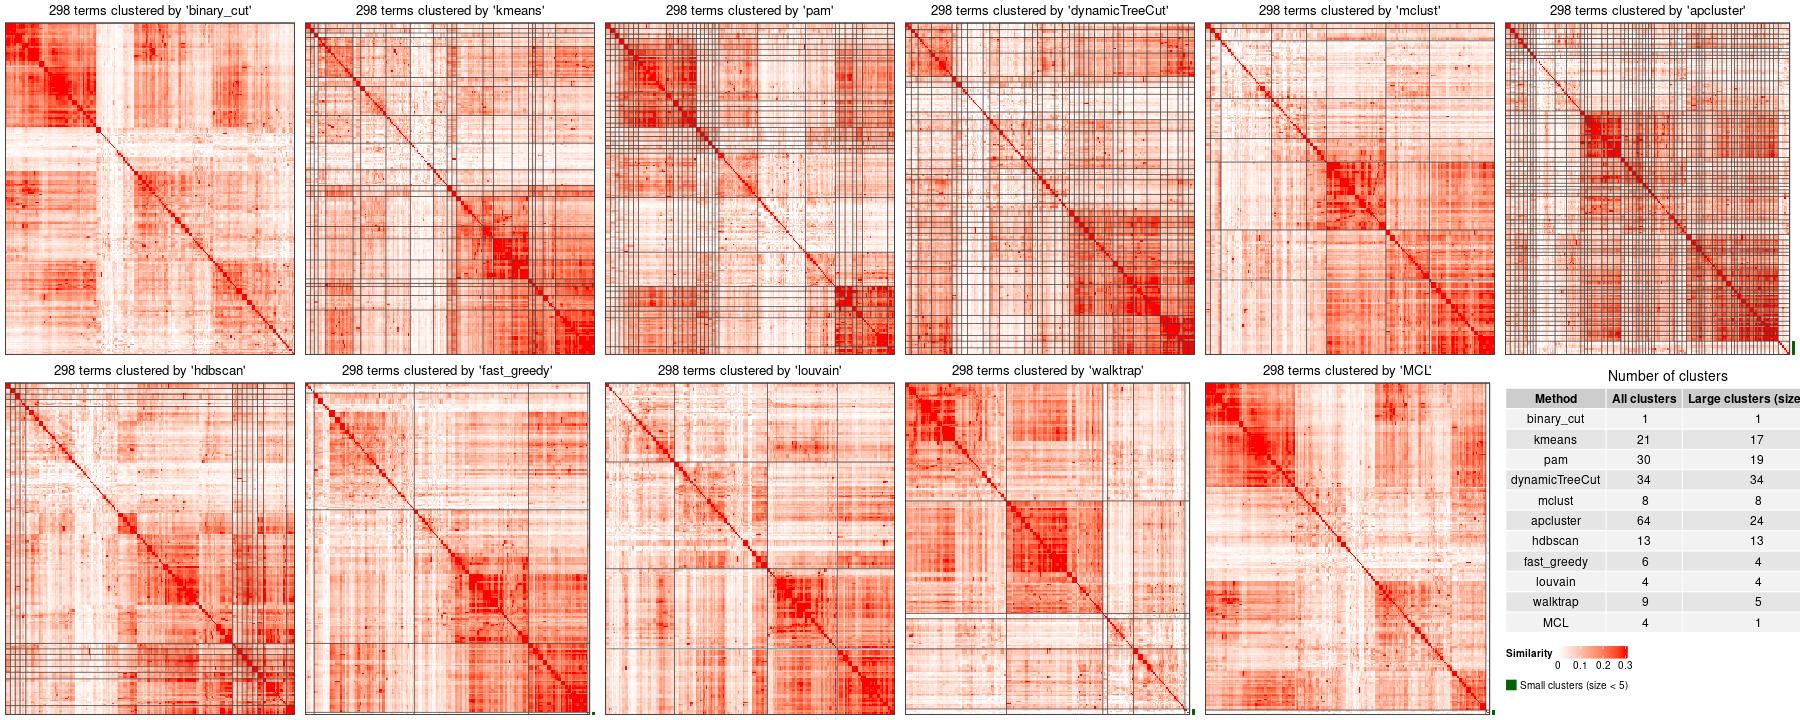 298 terms clustered by 'binary_cut'
298 terms clustered by 'kmeans'
298 terms clustered by 'pam'
298 terms clustered by 'dynamicTreeCut'
298 terms clustered by 'mclust'
298 terms clustered by 'apcluster'
298 terms clustered by 'hdbscan'
298 terms clustered by 'fast_greedy'
298 terms clustered by 'louvain'
298 terms clustered by 'walktrap'
298 terms clustered by 'MCL'
Number of clusters
Method All clusters Large clusters (size
binary_cut 1 1
kmeans 21 17
pam 30 19
dynamicTreeCut 34 34
mclust 8 8
apcluster 64 24
hdbscan 13 13
fast_greedy 6 4
louvain 4 4
walktrap 9 5
MCL 4 1
Similarity
0 0.1 0.2 0.3
Small clusters (size < 5)